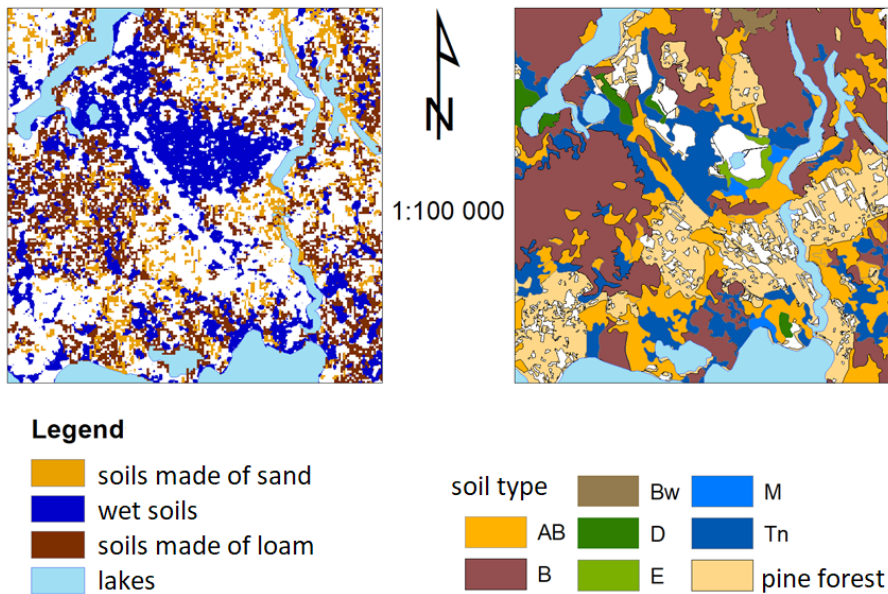 N
1:100 000
Legend
soils made of sand
wet soils
soils made of loam
lakes
soil type
AB
B
Bw
D
E
M
Tn
pine forest